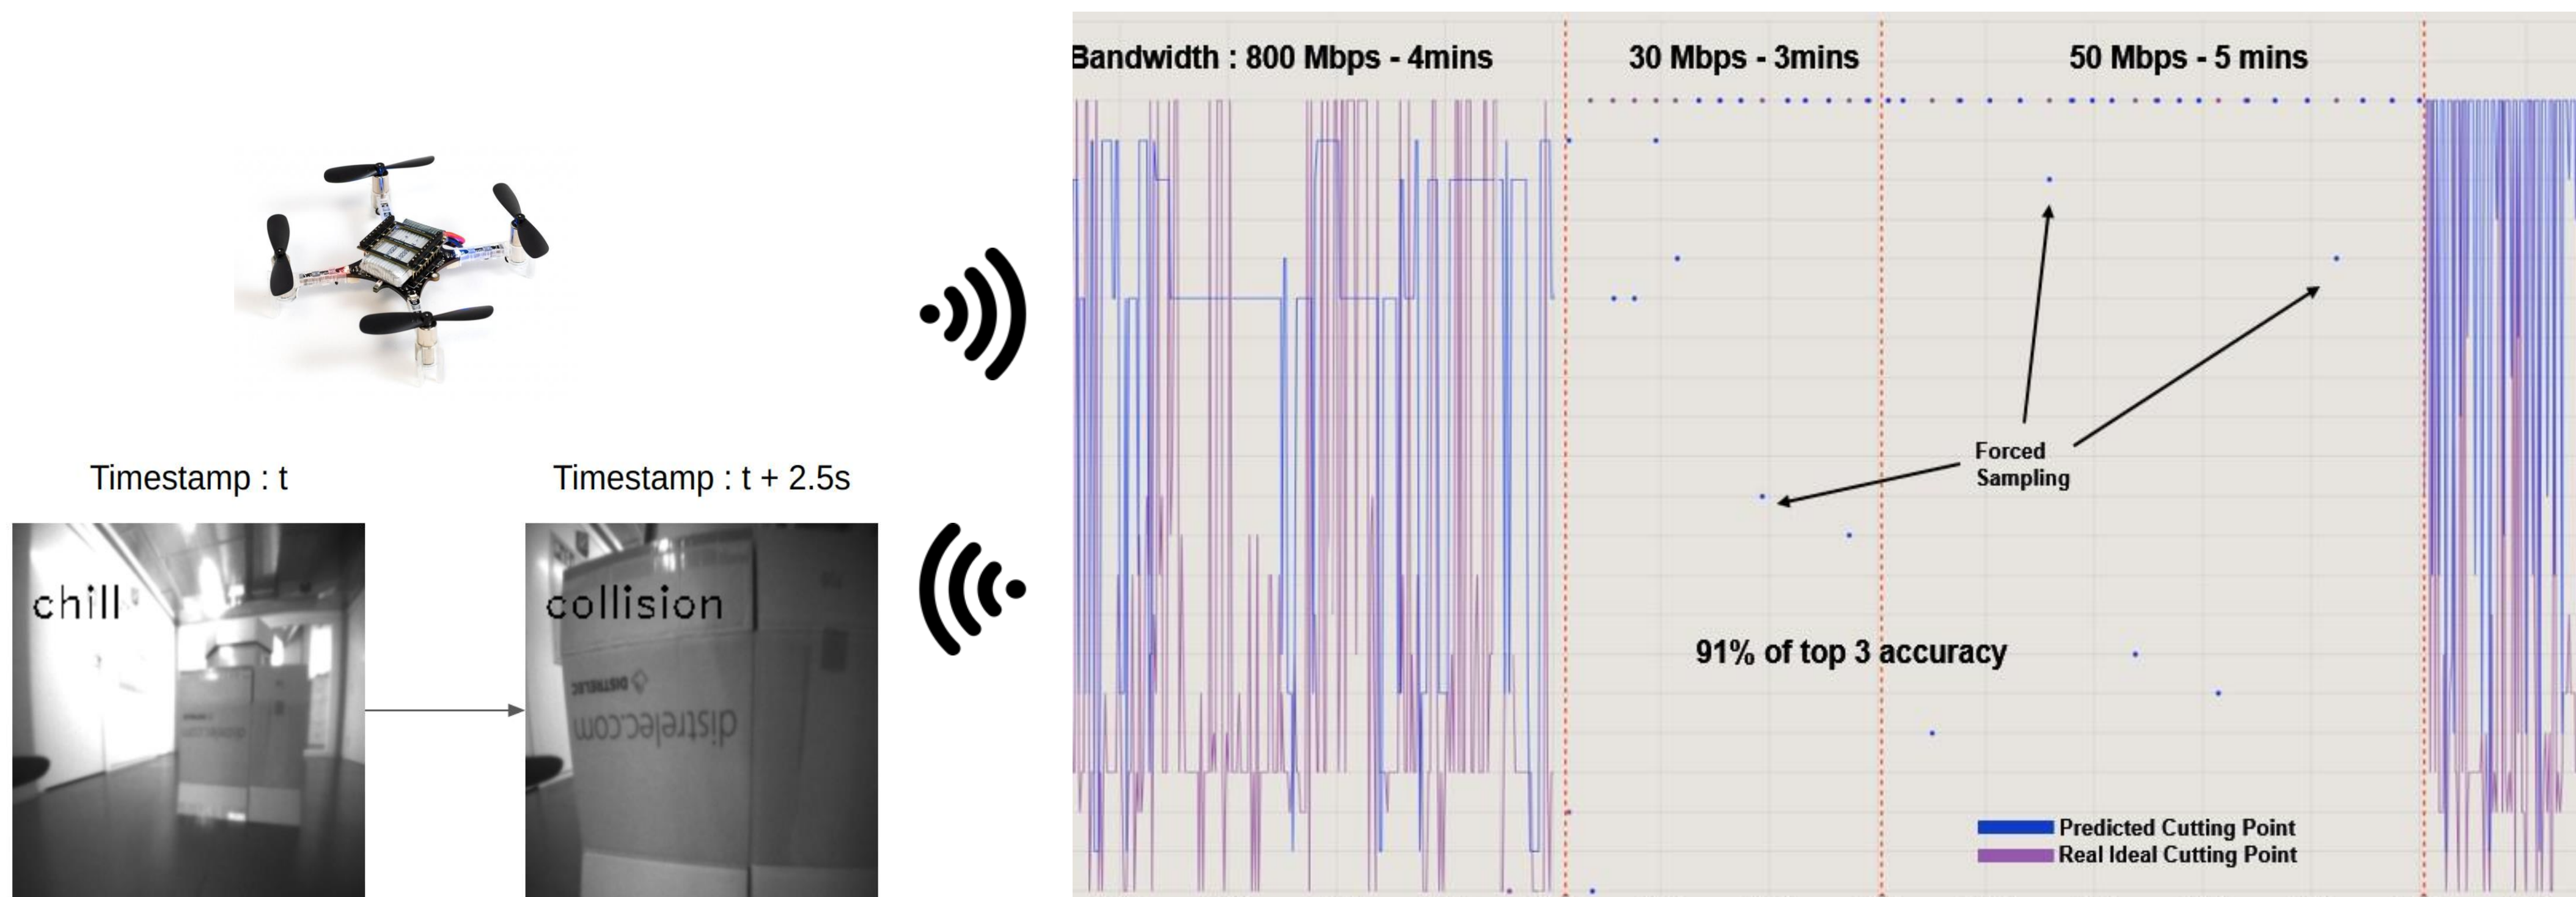 Bandwidth : 800 Mbps - 4mins
30 Mbps - 3mins
50 Mbps - 5 mins
Timestamp : t
Timestamp : t + 2.5s
chill
collision
DISTRELEC
distrelec.com
Forced
Sampling
91% of top 3 accuracy
Predicted Cutting Point
Real Ideal Cutting Point